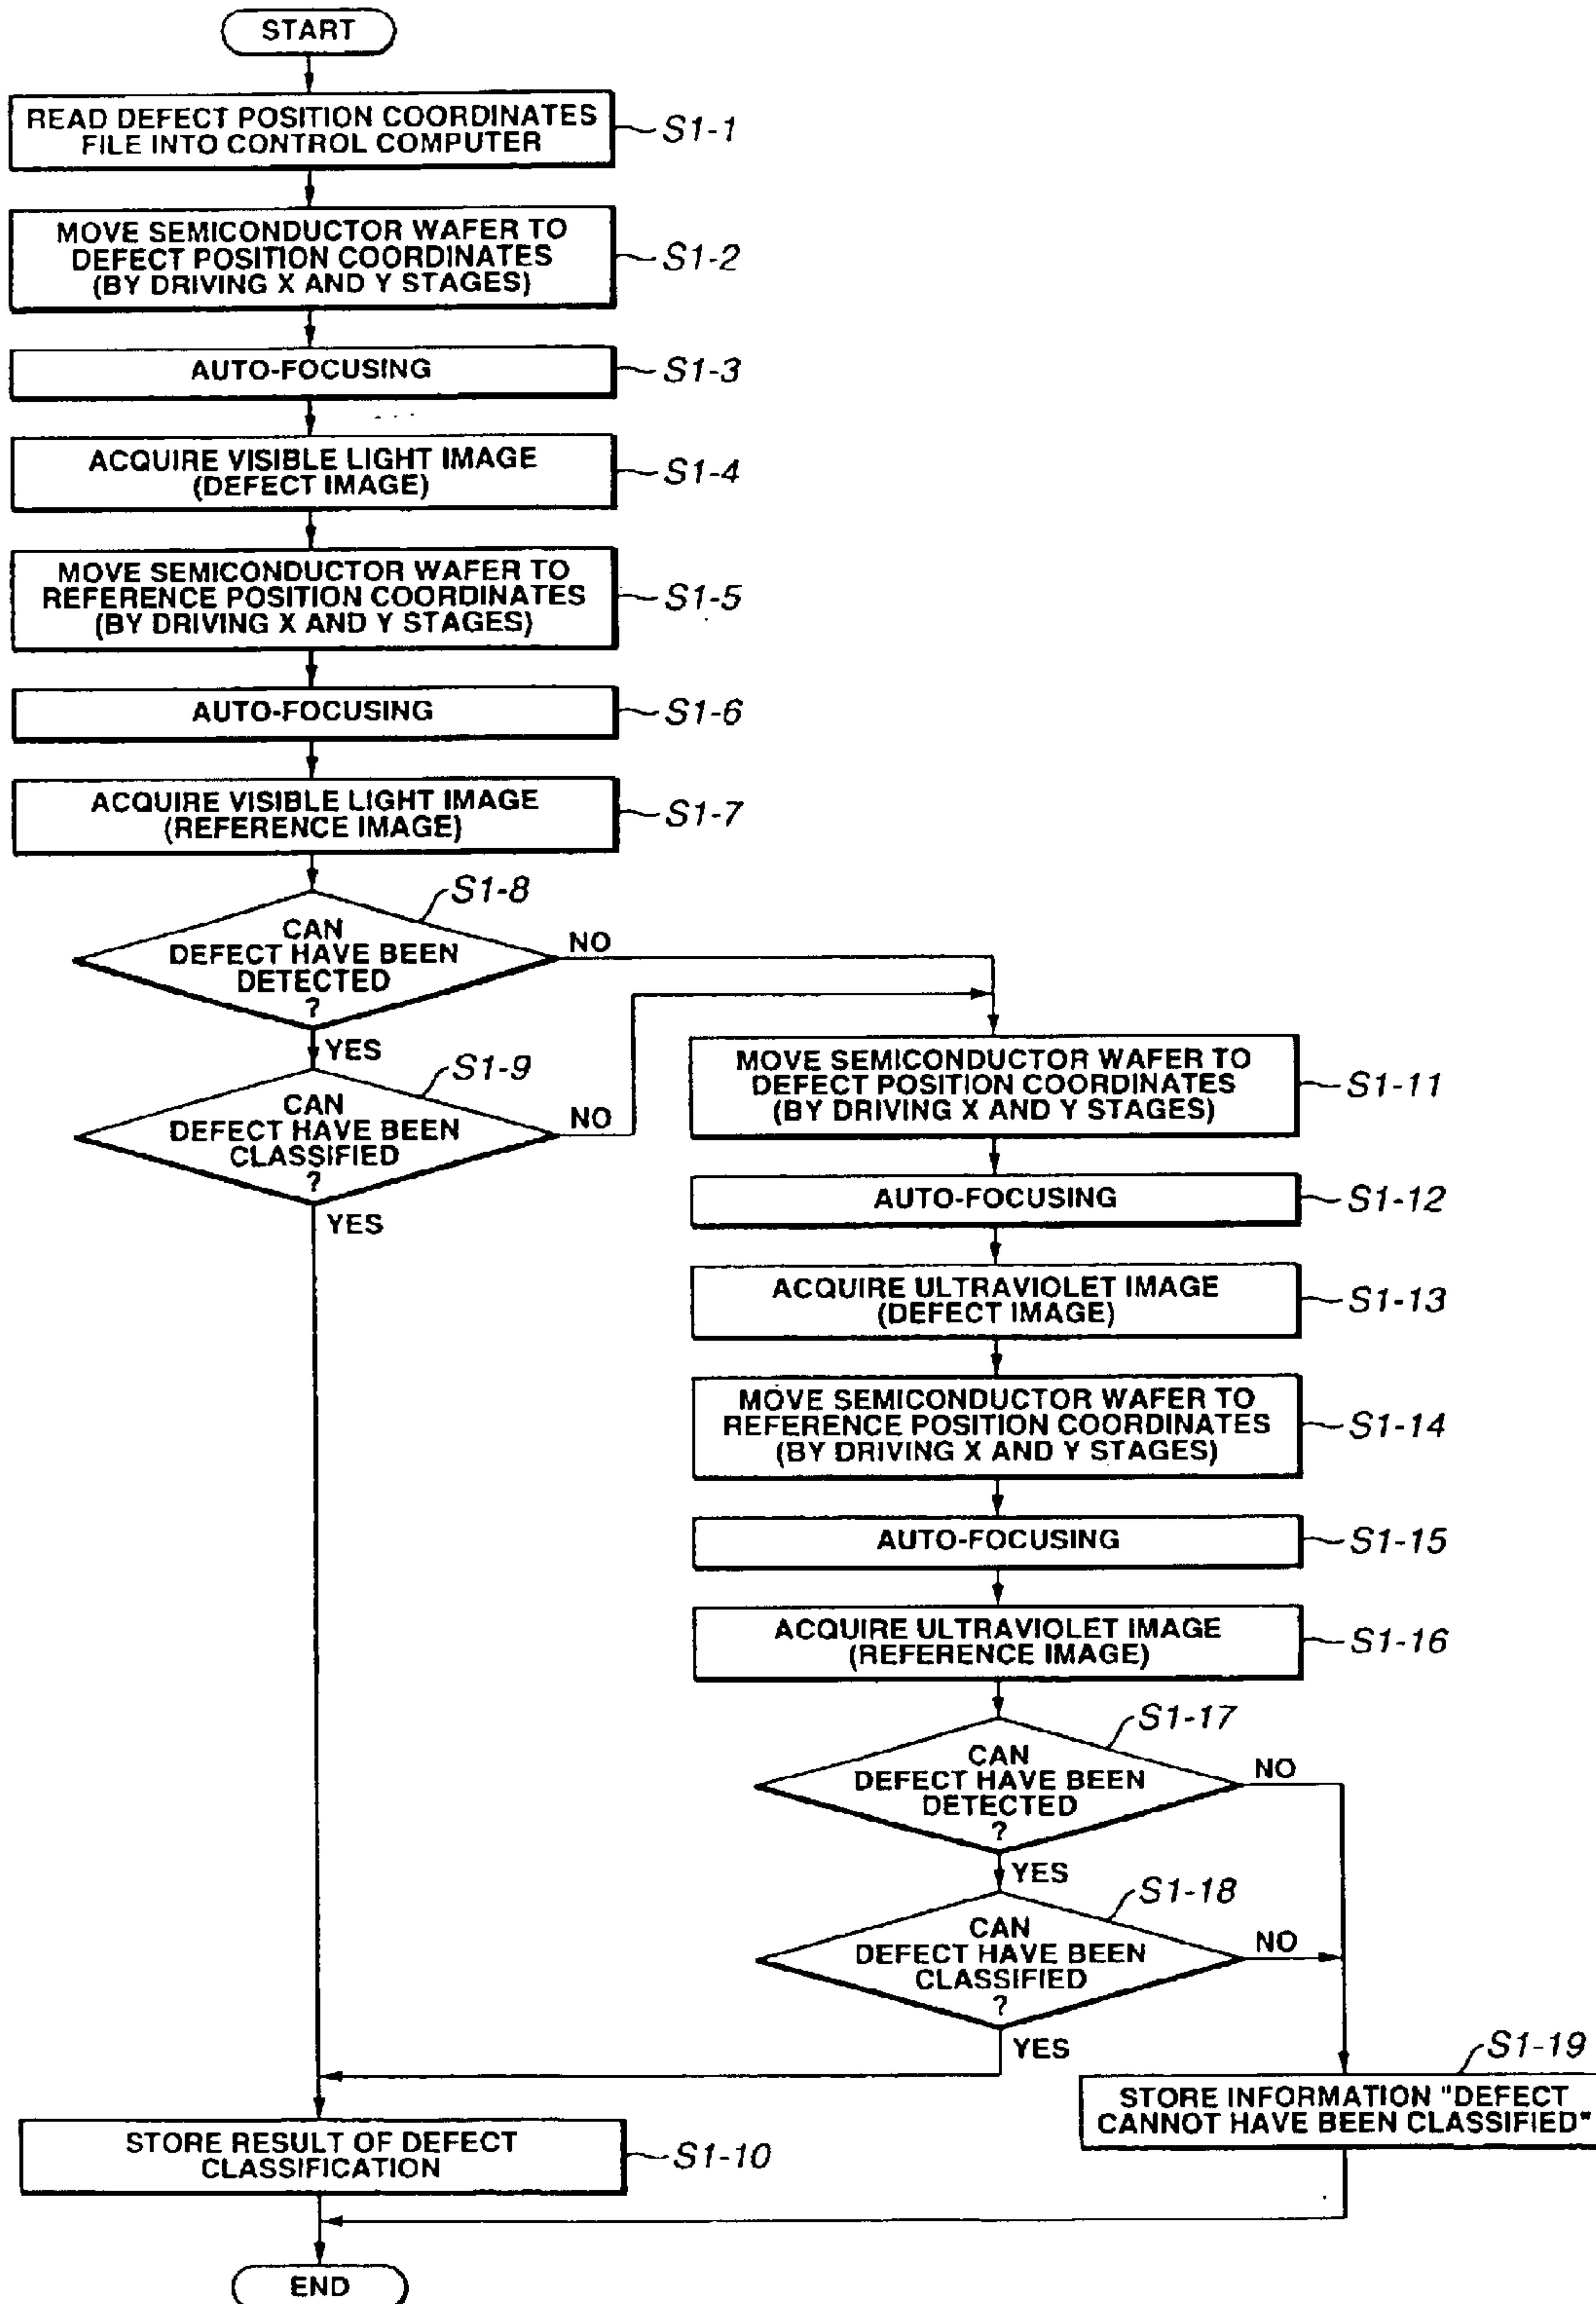 START
READ DEFECT POSITION COORDINATES
FILE INTO CONTROL COMPUTER
S1-1
MOVE SEMICONDUCTOR WAFER TO
DEFECT POSITION COORDINATES
(BY DRIVING X AND Y STAGES)
S1-2
AUTO-FOCUSING
S1-3
ACQUIRE VISIBLE LIGHT IMAGE
(DEFECT IMAGE)
S1-4
MOVE SEMICONDUCTOR WAFER TO
REFERENCE POSITION COORDINATES
(BY DRIVING X AND Y STAGES)
S1-5
AUTO-FOCUSING
S1-6
ACQUIRE VISIBLE LIGHT IMAGE
(REFERENCE IMAGE)
S1-7
S1-8
CAN
DEFECT HAVE BEEN
DETECTED
?
NO
YES
S1-9
CAN
DEFECT HAVE BEEN
CLASSIFIED
?
NO
YES
MOVE SEMICONDUCTOR WAFER TO
DEFECT POSITION COORDINATES
(BY DRIVING X AND Y STAGES)
S1-11
AUTO-FOCUSING
S1-12
ACQUIRE ULTRAVIOLET IMAGE
(DEFECT IMAGE)
S1-13
MOVE SEMICONDUCTOR WAFER TO
REFERENCE POSITION COORDINATES
(BY DRIVING X AND Y STAGES)
S1-14
AUTO-FOCUSING
S1-15
ACQUIRE ULTRAVIOLET IMAGE
(REFERENCE IMAGE)
S1-16
S1-17
CAN
DEFECT HAVE BEEN
DETECTED
?
NO
YES
S1-18
CAN
DEFECT HAVE BEEN
CLASSIFIED
?
NO
YES
S1-19
STORE INFORMATION "DEFECT
CANNOT HAVE BEEN CLASSIFIED"
STORE RESULT OF DEFECT
CLASSIFICATION
S1-10
END